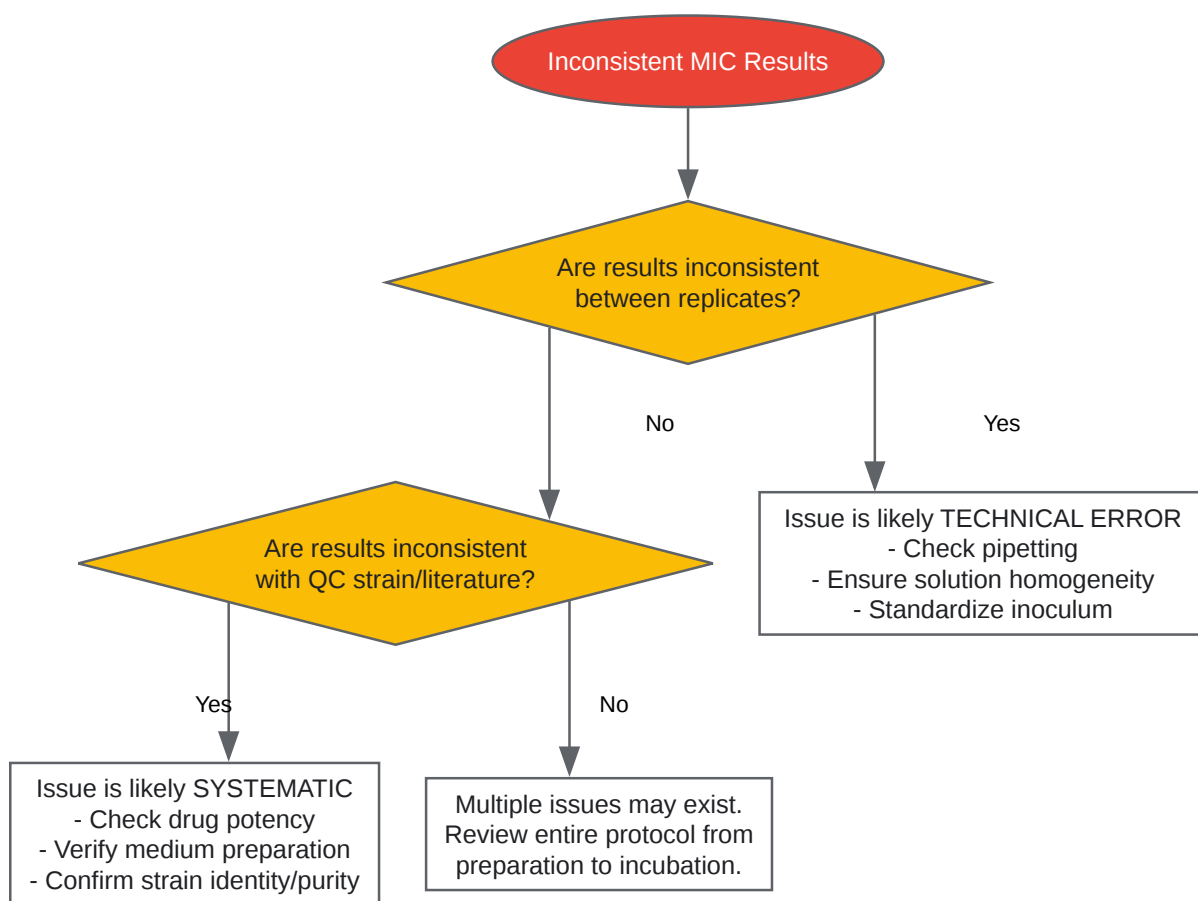 Inconsistent MIC Results
Are results inconsistent
between replicates?
No
Yes
Are results inconsistent
with QC strain/literature?
Issue is likely TECHNICAL ERROR
- Check pipetting
- Ensure solution homogeneity
- Standardize inoculum
Yes
No
Issue is likely SYSTEMATIC
- Check drug potency
- Verify medium preparation
- Confirm strain identity/purity
Multiple issues may exist.
Review entire protocol from
preparation to incubation.